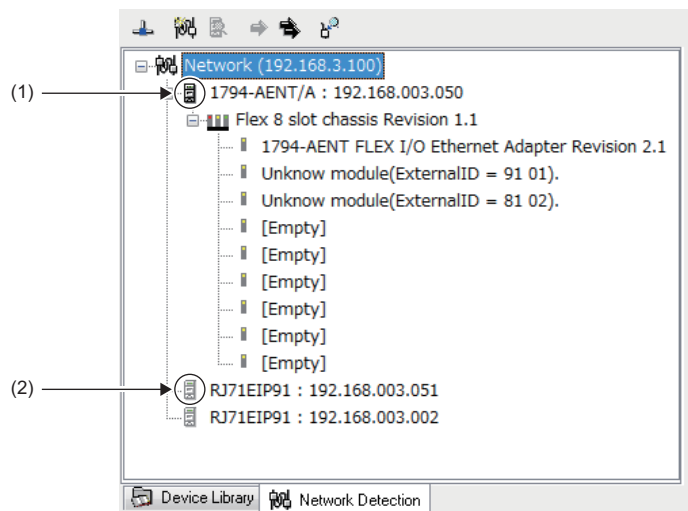 Network (192.168.3.100)
(1)
1794-AENT/A : 192.168.003.050
Flex 8 slot chassis Revision 1.1
1794-AENT FLEX I/O Ethernet Adapter Revision 2.1
Unknow module(ExternalID = 91 01).
Unknow module(ExternalID = 81 02).
[Empty]
[Empty]
[Empty]
[Empty]
[Empty]
[Empty]
(2)
RJ71EIP91 : 192.168.003.051
RJ71EIP91 : 192.168.003.002
Device Library
Network Detection